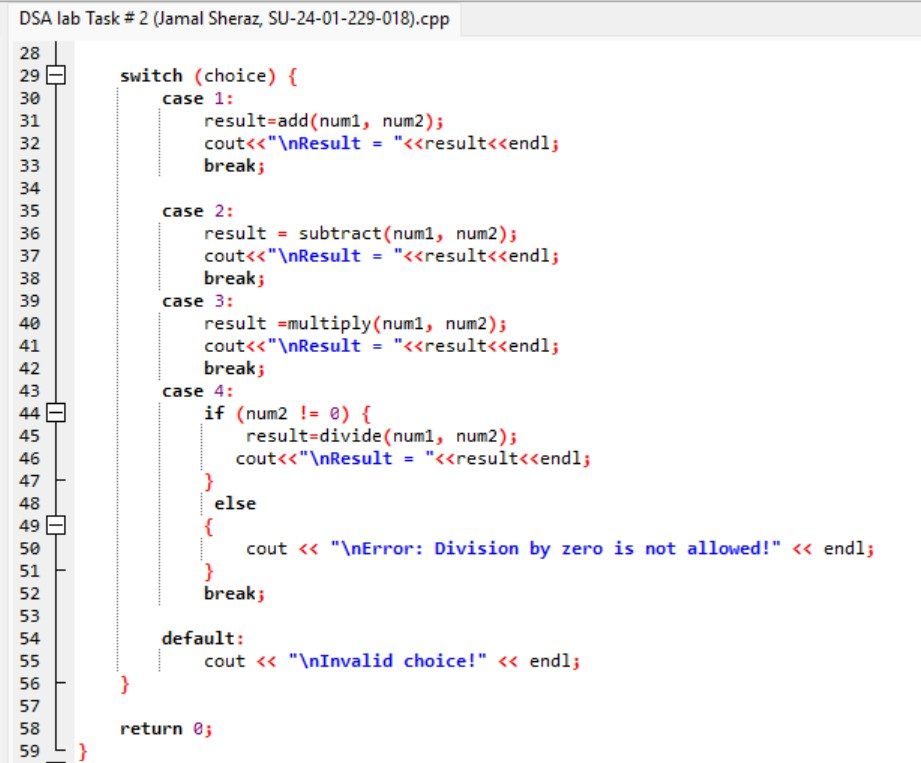 DSA lab Task # 2 (Jamal Sheraz, SU-24-01-229-018).cpp
28
29 switch (choice) {
30 case 1:
31 result=add(num1, num2);
32 cout<<"\nResult = "<<result<<endl;
33 break;
34
35 case 2:
36 result = subtract(num1, num2);
37 cout<<"\nResult = "<<result<<endl;
38 break;
39 case 3:
40 result =multiply(num1, num2);
41 cout<<"\nResult = "<<result<<endl;
42 break;
43 case 4:
44 if (num2 != 0) {
45 result=divide(num1, num2);
46 cout<<"\nResult = "<<result<<endl;
47 }
48 else
49 {
50 cout << "\nError: Division by zero is not allowed!" << endl;
51 }
52 break;
53
54 default:
55 cout << "\nInvalid choice!" << endl;
56 }
57
58 return 0;
59 }